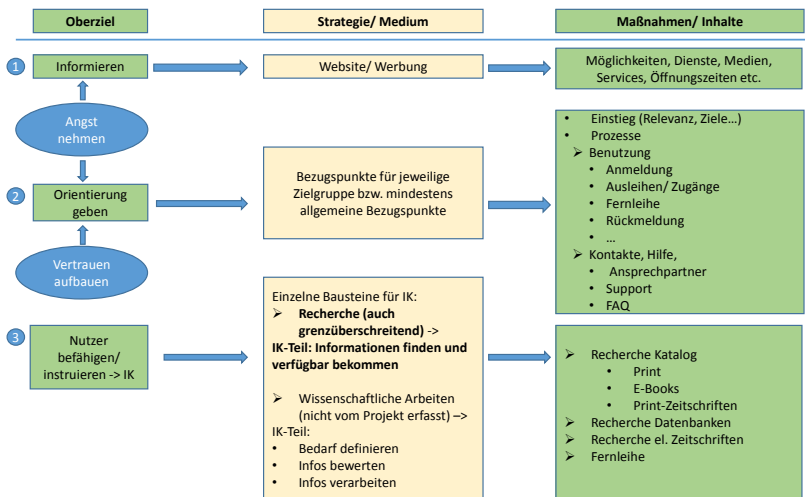 Oberziel
Strategie/ Medium
Maßnahmen/ Inhalte
1
Informieren
Website/ Werbung
Möglichkeiten, Dienste, Medien,
Services, Öffnungszeiten etc.
Angst
nehmen
2
Orientierung
geben
Bezugspunkte für jeweilige
Zielgruppe bzw. mindestens
allgemeine Bezugspunkte
• Einstieg (Relevanz, Ziele…)
• Prozesse
➢ Benutzung
• Anmeldung
• Ausleihen/ Zugänge
• Fernleihe
• Rückmeldung
• …
➢ Kontakte, Hilfe,
• Ansprechpartner
• Support
• FAQ
Vertrauen
aufbauen
3
Nutzer
befähigen/
instruieren -> IK
Einzelne Bausteine für IK:
➢ Recherche (auch
grenzüberschreitend) ->
IK-Teil: Informationen finden und
verfügbar bekommen
➢ Wissenschaftliche Arbeiten
(nicht vom Projekt erfasst) –>
IK-Teil:
• Bedarf definieren
• Infos bewerten
• Infos verarbeiten
➢ Recherche Katalog
• Print
• E-Books
• Print-Zeitschriften
➢ Recherche Datenbanken
➢ Recherche el. Zeitschriften
➢ Fernleihe